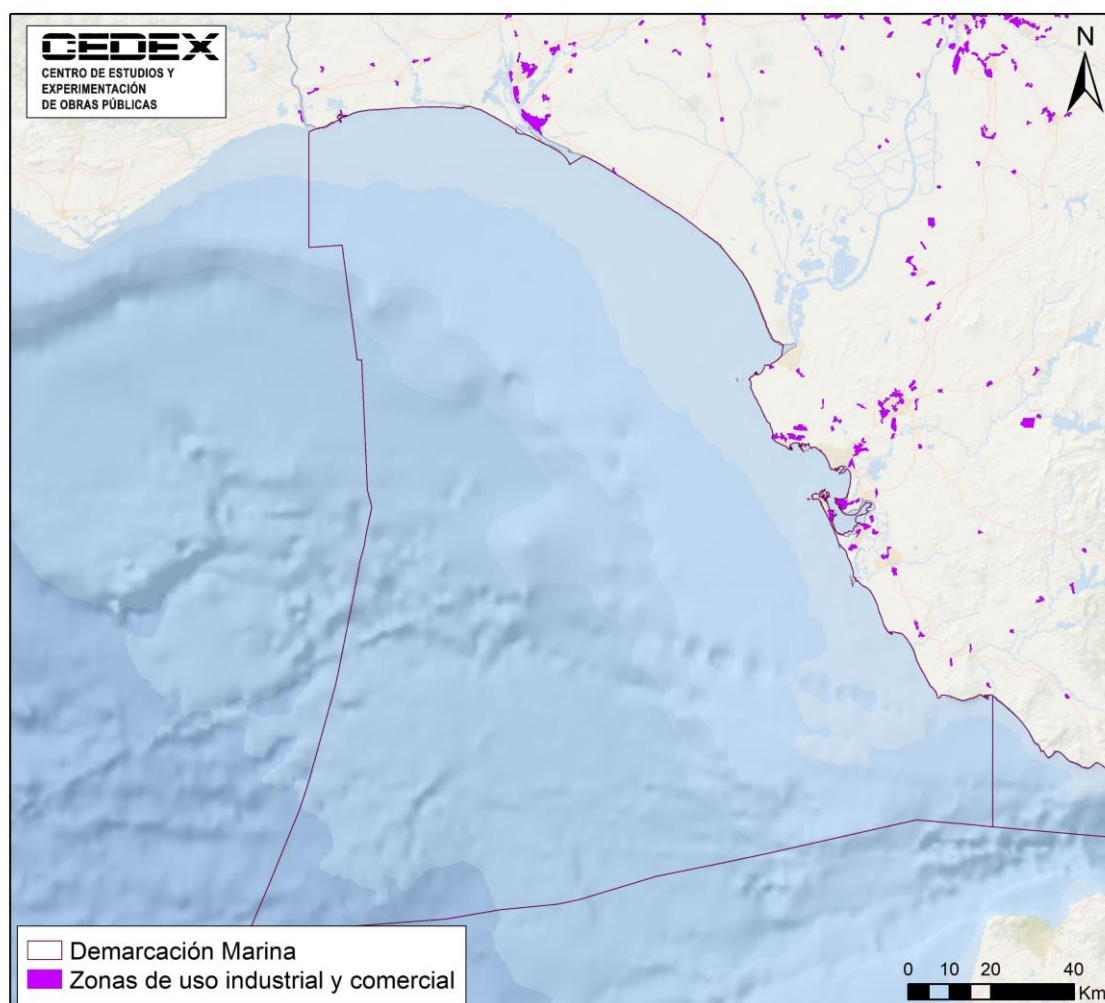 CEDEX
CENTRO DE ESTUDIOS Y
EXPERIMENTACIÓN
DE OBRAS PÚBLICAS
N
Demarcación Marina
Zonas de uso industrial y comercial
0 10 20 40
Km